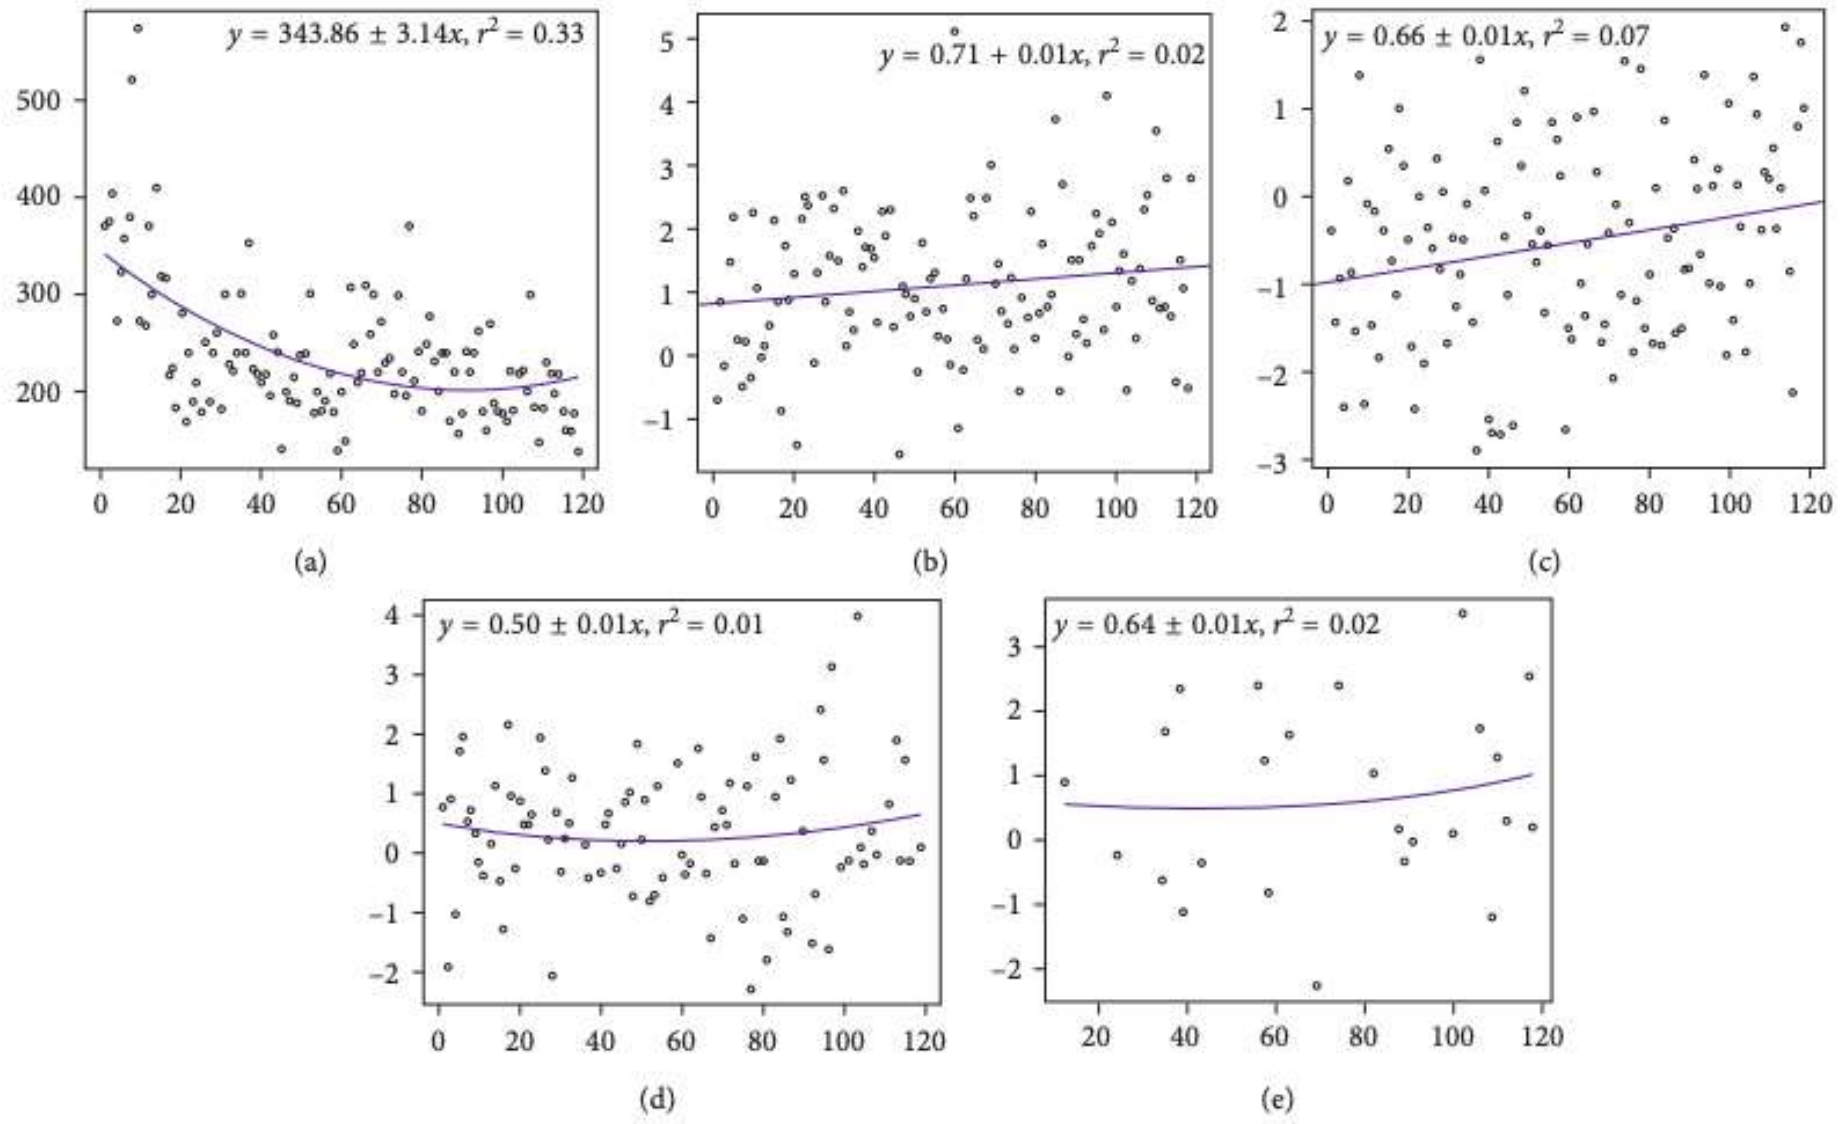 y = 343.86 ± 3.14x, r² = 0.33
500
400
300
200
0 20 40 60 80 100 120
(a)
y = 0.71 + 0.01x, r² = 0.02
5
4
3
2
1
0
−1
0 20 40 60 80 100 120
(b)
y = 0.66 ± 0.01x, r² = 0.07
2
1
0
−1
−2
−3
0 20 40 60 80 100 120
(c)
y = 0.50 ± 0.01x, r² = 0.01
4
3
2
1
0
−1
−2
0 20 40 60 80 100 120
(d)
y = 0.64 ± 0.01x, r² = 0.02
3
2
1
0
−1
−2
20 40 60 80 100 120
(e)